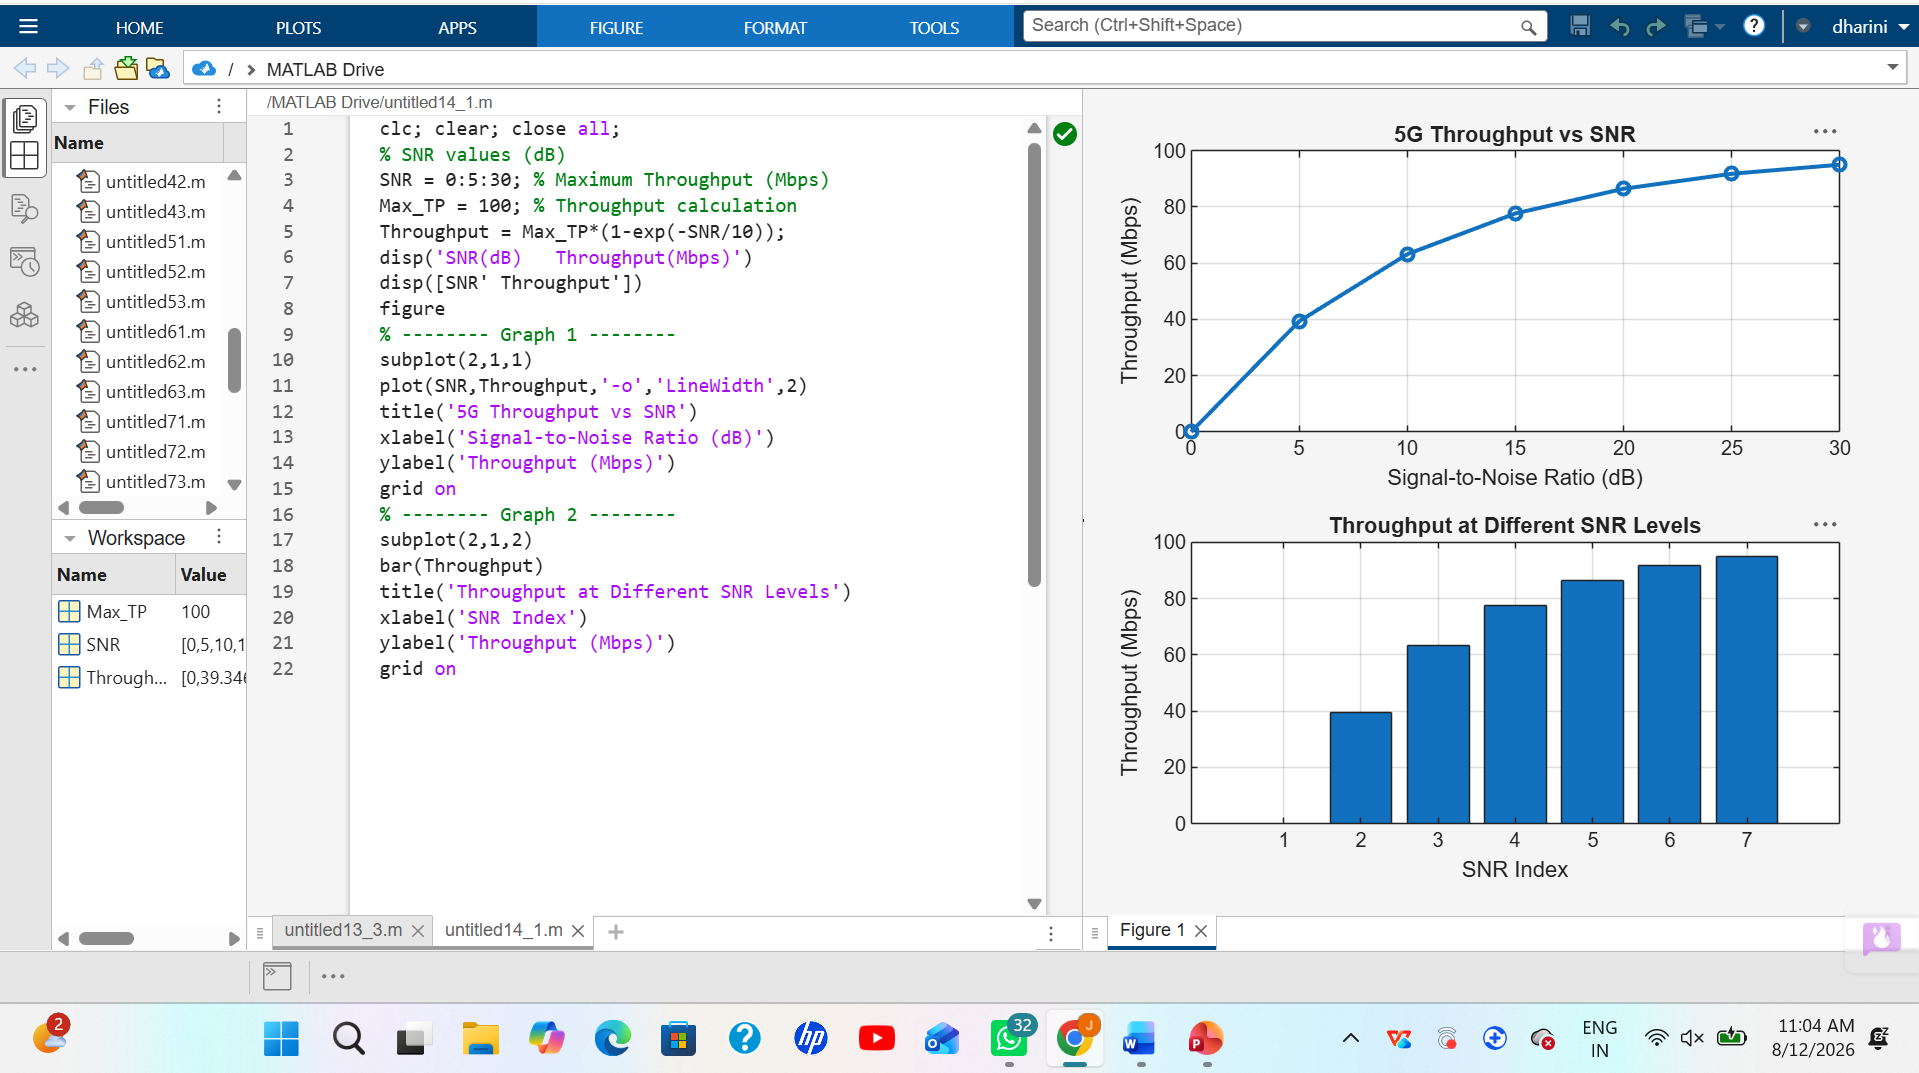 HOME
PLOTS
APPS
FIGURE
FORMAT
TOOLS
Search (Ctrl+Shift+Space)
?
dharini
/ › MATLAB Drive
Files
Name
untitled42.m
untitled43.m
untitled51.m
untitled52.m
untitled53.m
untitled61.m
untitled62.m
untitled63.m
untitled71.m
untitled72.m
untitled73.m
Workspace
Name Value
Max_TP 100
SNR [0,5,10,1
Through... [0,39.346
/MATLAB Drive/untitled14_1.m
1 clc; clear; close all;
2 % SNR values (dB)
3 SNR = 0:5:30; % Maximum Throughput (Mbps)
4 Max_TP = 100; % Throughput calculation
5 Throughput = Max_TP*(1-exp(-SNR/10));
6 disp('SNR(dB)   Throughput(Mbps)')
7 disp([SNR' Throughput'])
8 figure
9 % -------- Graph 1 --------
10 subplot(2,1,1)
11 plot(SNR,Throughput,'-o','LineWidth',2)
12 title('5G Throughput vs SNR')
13 xlabel('Signal-to-Noise Ratio (dB)')
14 ylabel('Throughput (Mbps)')
15 grid on
16 % -------- Graph 2 --------
17 subplot(2,1,2)
18 bar(Throughput)
19 title('Throughput at Different SNR Levels')
20 xlabel('SNR Index')
21 ylabel('Throughput (Mbps)')
22 grid on
untitled13_3.m
untitled14_1.m
5G Throughput vs SNR
Throughput (Mbps)
100
80
60
40
20
0
0 5 10 15 20 25 30
Signal-to-Noise Ratio (dB)
Throughput at Different SNR Levels
Throughput (Mbps)
100
80
60
40
20
0
1 2 3 4 5 6 7
SNR Index
Figure 1
2
?
hp
32
J
W
P
ENG
IN
11:04 AM
8/12/2026